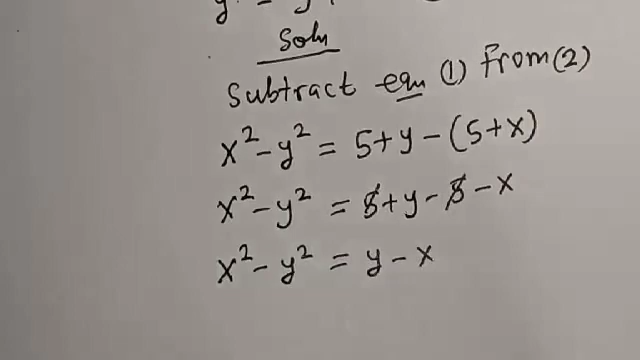 Soln
Subtract eqn (1) From (2)
x² - y² = 5 + y - (5 + x)
x² - y² = 5 + y - 5 - x
x² - y² = y - x